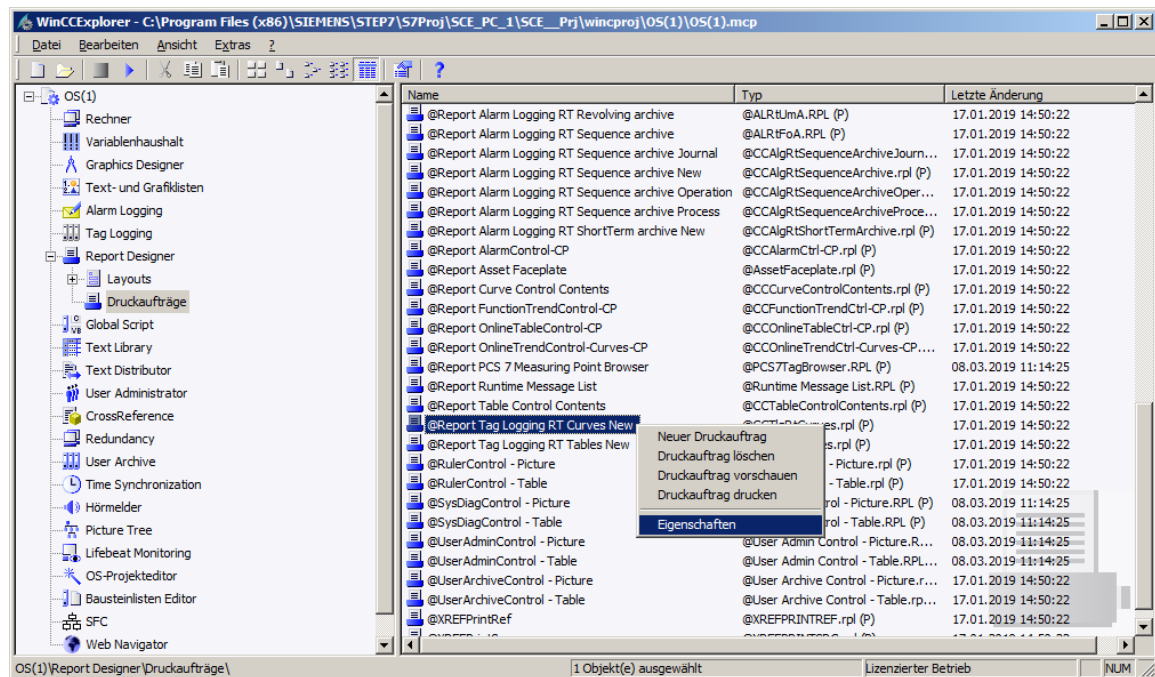 WinCCExplorer - C:\Program Files (x86)\SIEMENS\STEP7\S7Proj\SCE_PC_1\SCE__Prj\wincproj\OS(1)\OS(1).mcp
Datei Bearbeiten Ansicht Extras ?
OS(1)
Rechner
Variablenhaushalt
Graphics Designer
Text- und Grafiklisten
Alarm Logging
Tag Logging
Report Designer
Layouts
Druckaufträge
Global Script
Text Library
Text Distributor
User Administrator
CrossReference
Redundancy
User Archive
Time Synchronization
Hörmelder
Picture Tree
Lifebeat Monitoring
OS-Projekteditor
Bausteinlisten Editor
SFC
Web Navigator
Name Typ Letzte Änderung
@Report Alarm Logging RT Revolving archive @ALRtUmA.RPL (P) 17.01.2019 14:50:22
@Report Alarm Logging RT Sequence archive @ALRtFoA.RPL (P) 17.01.2019 14:50:22
@Report Alarm Logging RT Sequence archive Journal @CCAlgRtSequenceArchiveJourn... 17.01.2019 14:50:22
@Report Alarm Logging RT Sequence archive New @CCAlgRtSequenceArchive.rpl (P) 17.01.2019 14:50:22
@Report Alarm Logging RT Sequence archive Operation @CCAlgRtSequenceArchiveOper... 17.01.2019 14:50:22
@Report Alarm Logging RT Sequence archive Process @CCAlgRtSequenceArchiveProce... 17.01.2019 14:50:22
@Report Alarm Logging RT ShortTerm archive New @CCAlgRtShortTermArchive.rpl (P) 17.01.2019 14:50:22
@Report AlarmControl-CP @CCAlarmCtrl-CP.rpl (P) 17.01.2019 14:50:22
@Report Asset Faceplate @AssetFaceplate.rpl (P) 17.01.2019 14:50:22
@Report Curve Control Contents @CCCurveControlContents.rpl (P) 17.01.2019 14:50:22
@Report FunctionTrendControl-CP @CCFunctionTrendCtrl-CP.rpl (P) 17.01.2019 14:50:22
@Report OnlineTableControl-CP @CCOnlineTableCtrl-CP.rpl (P) 17.01.2019 14:50:22
@Report OnlineTrendControl-Curves-CP @CCOnlineTrendCtrl-Curves-CP.... 17.01.2019 14:50:22
@Report PCS 7 Measuring Point Browser @PCS7TagBrowser.RPL (P) 08.03.2019 11:14:25
@Report Runtime Message List @Runtime Message List.RPL (P) 17.01.2019 14:50:22
@Report Table Control Contents @CCTableControlContents.rpl (P) 17.01.2019 14:50:22
@Report Tag Logging RT Curves New es.rpl (P) 17.01.2019 14:50:22
@Report Tag Logging RT Tables New es.rpl (P) 17.01.2019 14:50:22
@RulerControl - Picture - Picture.rpl (P) 17.01.2019 14:50:22
@RulerControl - Table - Table.rpl (P) 17.01.2019 14:50:22
@SysDiagControl - Picture rol - Picture.RPL (P) 08.03.2019 11:14:25
@SysDiagControl - Table rol - Table.RPL (P) 08.03.2019 11:14:25
@UserAdminControl - Picture @User Admin Control - Picture.R... 08.03.2019 11:14:25
@UserAdminControl - Table @User Admin Control - Table.RPL... 08.03.2019 11:14:25
@UserArchiveControl - Picture @User Archive Control - Picture.r... 17.01.2019 14:50:22
@UserArchiveControl - Table @User Archive Control - Table.rp... 17.01.2019 14:50:22
@XREFPrintRef @XREFPRINTREF.rpl (P) 17.01.2019 14:50:22
Neuer Druckauftrag
Druckauftrag löschen
Druckauftrag vorschauen
Druckauftrag drucken
Eigenschaften
OS(1)\Report Designer\Druckaufträge\ 1 Objekt(e) ausgewählt Lizenzierter Betrieb NUM